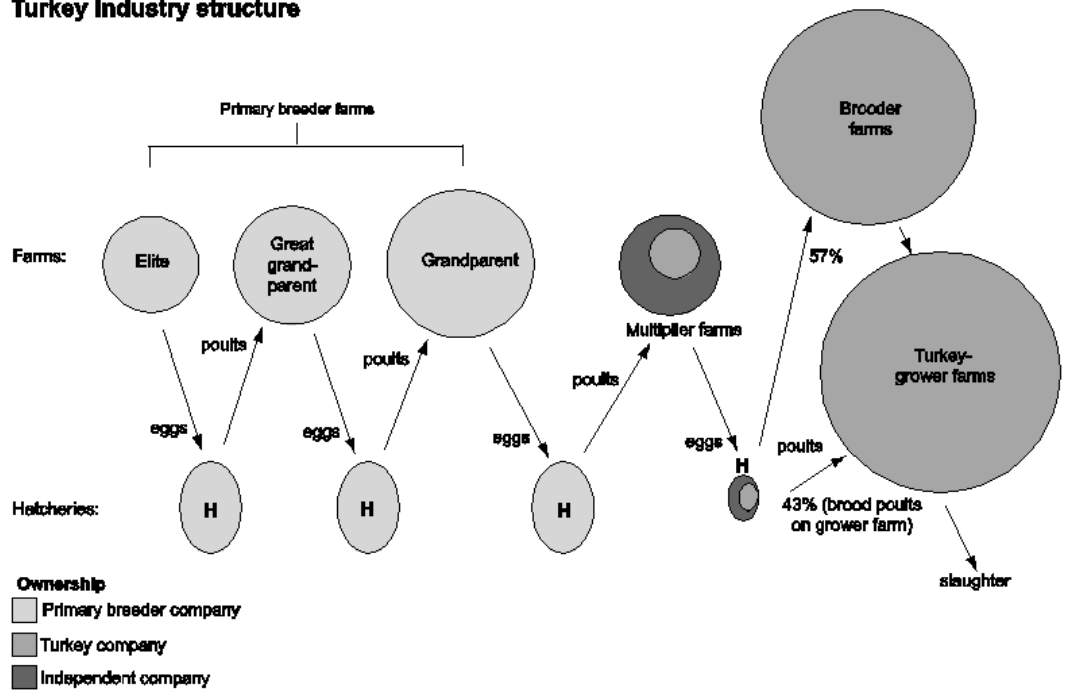 Turkey industry structure
Primary breeder farms
Farms:
Elite
Great
grand-
parent
Grandparent
Multiplier farms
Brooder
farms
Turkey-
grower farms
57%
poults
poults
poults
poults
eggs
eggs
eggs
eggs
Hatcheries:
H
H
H
H
43% (brood poults
on grower farm)
slaughter
Ownership
Primary breeder company
Turkey company
Independent company